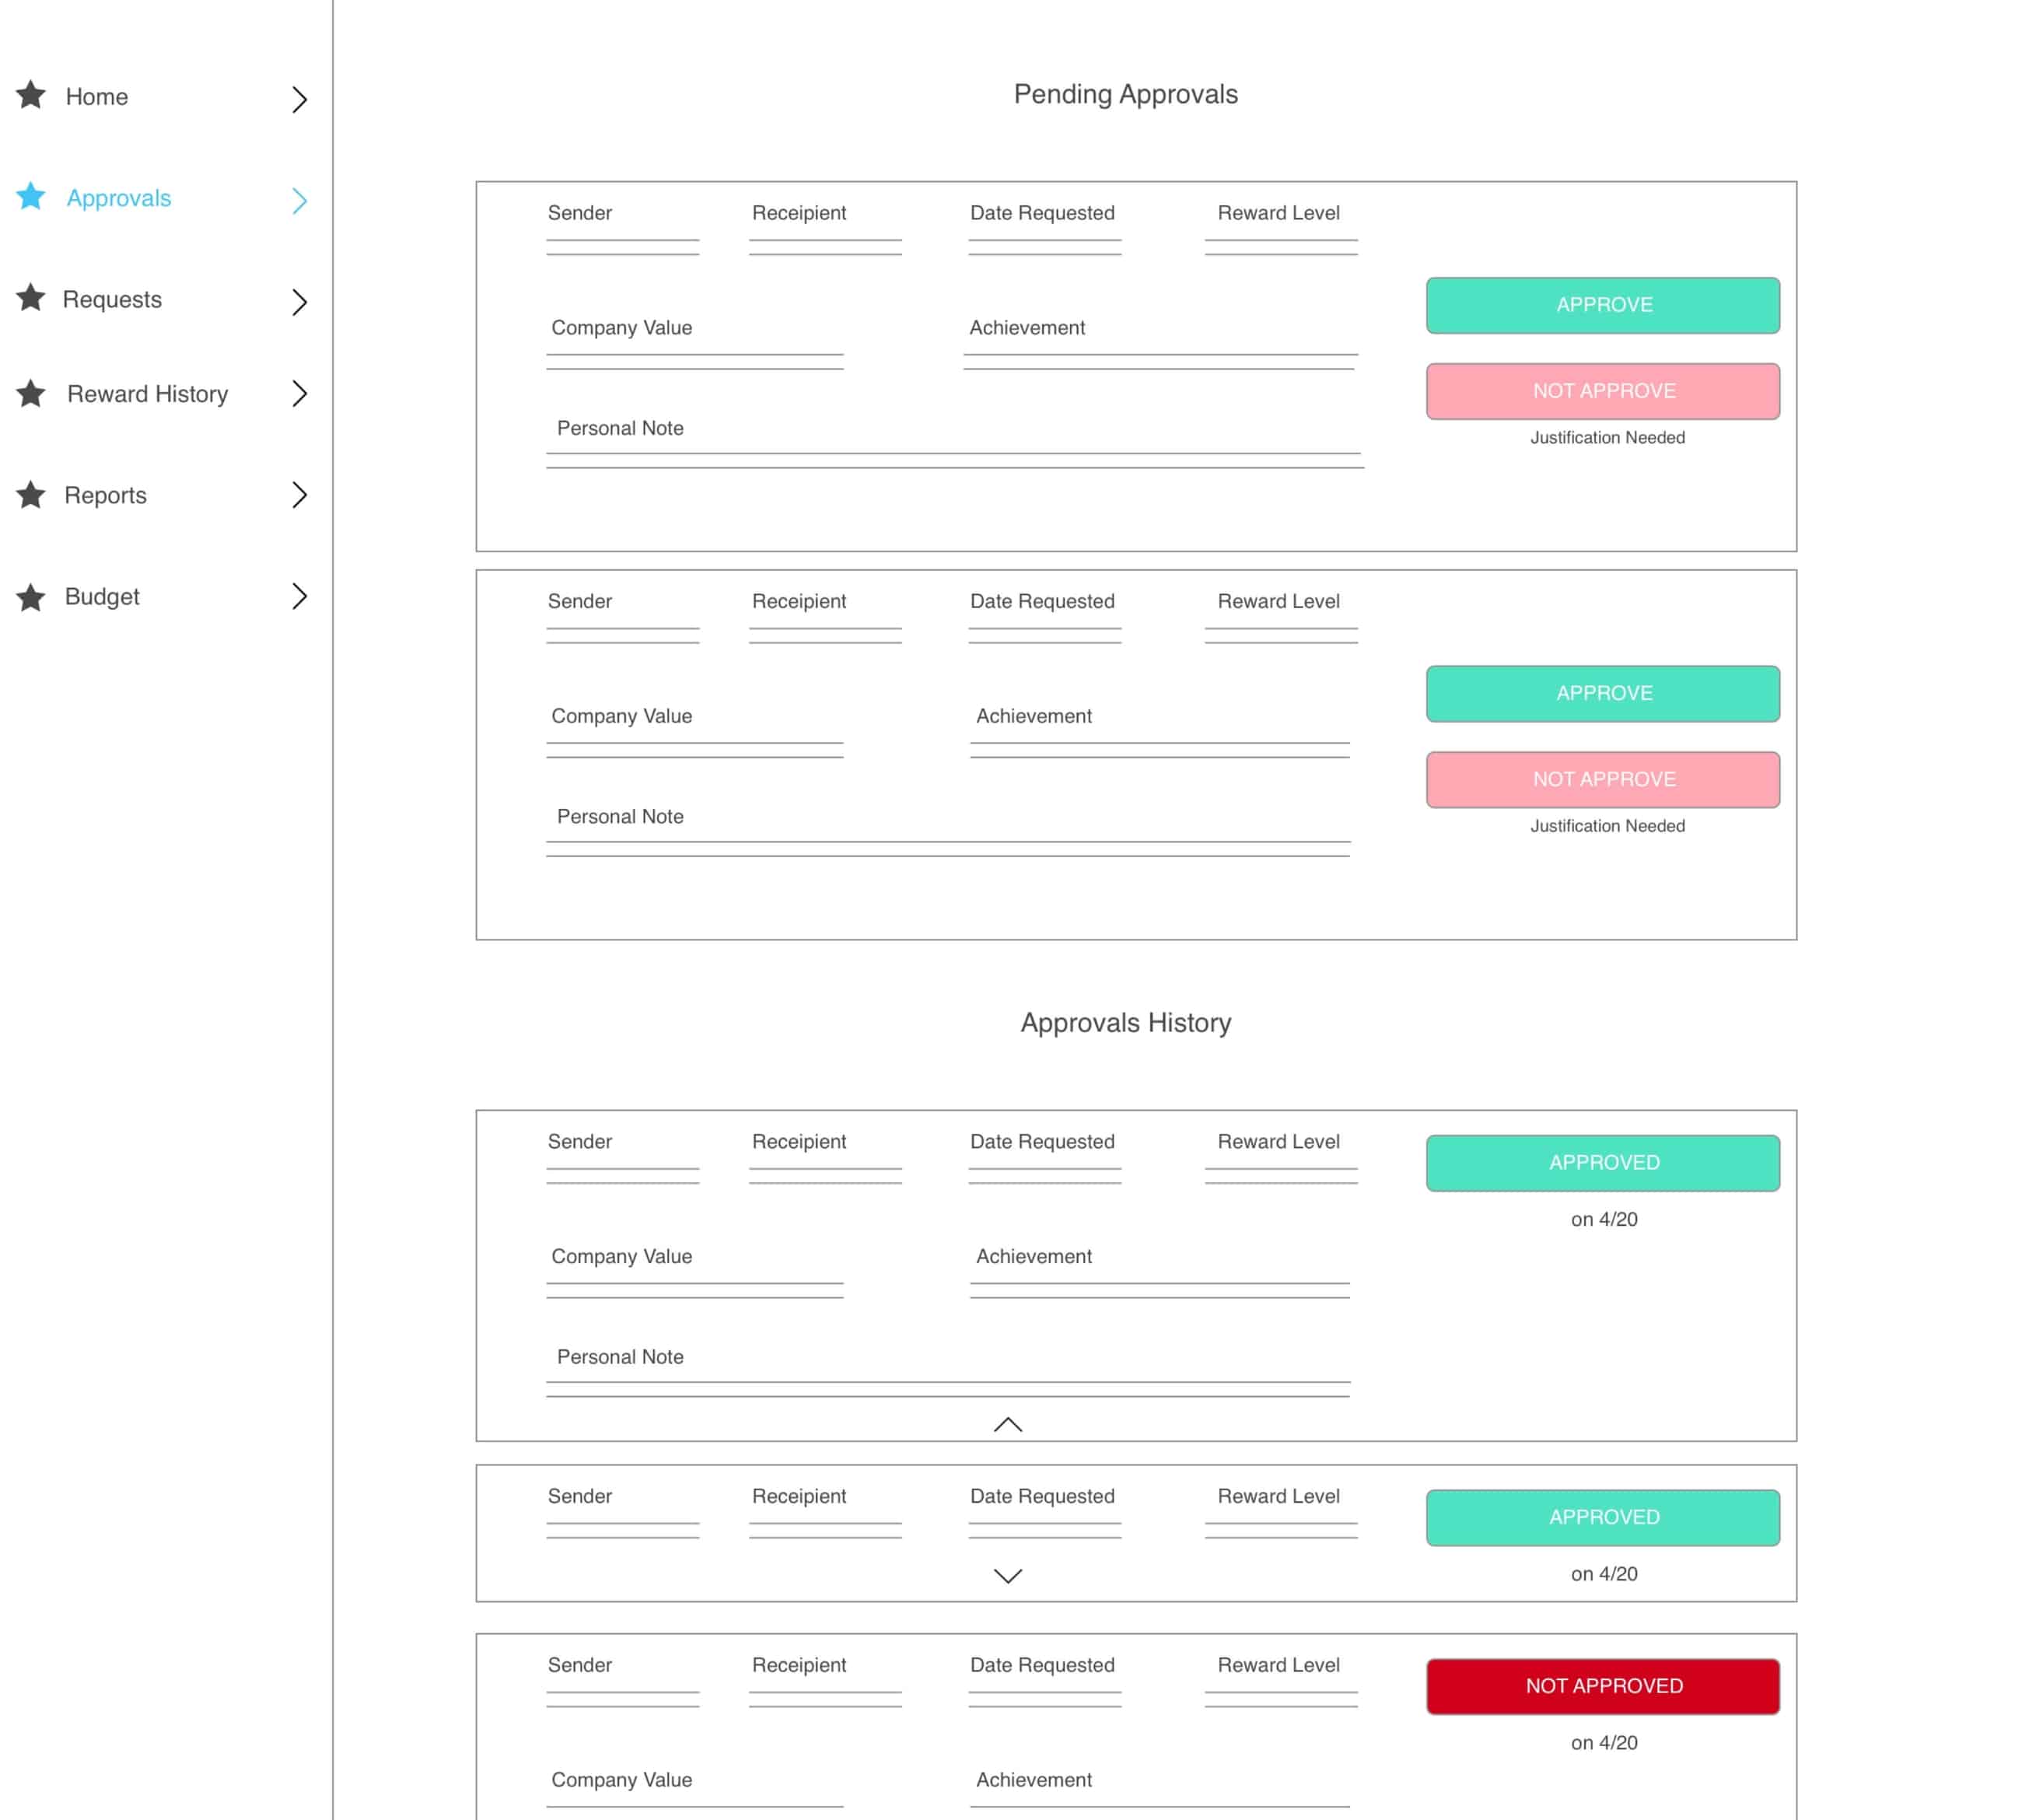 Home
Approvals
Requests
Reward History
Reports
Budget
Pending Approvals
Sender Receipient Date Requested Reward Level
APPROVE
Company Value Achievement
NOT APPROVE
Personal Note
Justification Needed
Sender Receipient Date Requested Reward Level
APPROVE
Company Value Achievement
NOT APPROVE
Personal Note
Justification Needed
Approvals History
Sender Receipient Date Requested Reward Level
APPROVED
on 4/20
Company Value Achievement
Personal Note
Sender Receipient Date Requested Reward Level
APPROVED
on 4/20
Sender Receipient Date Requested Reward Level
NOT APPROVED
on 4/20
Company Value Achievement